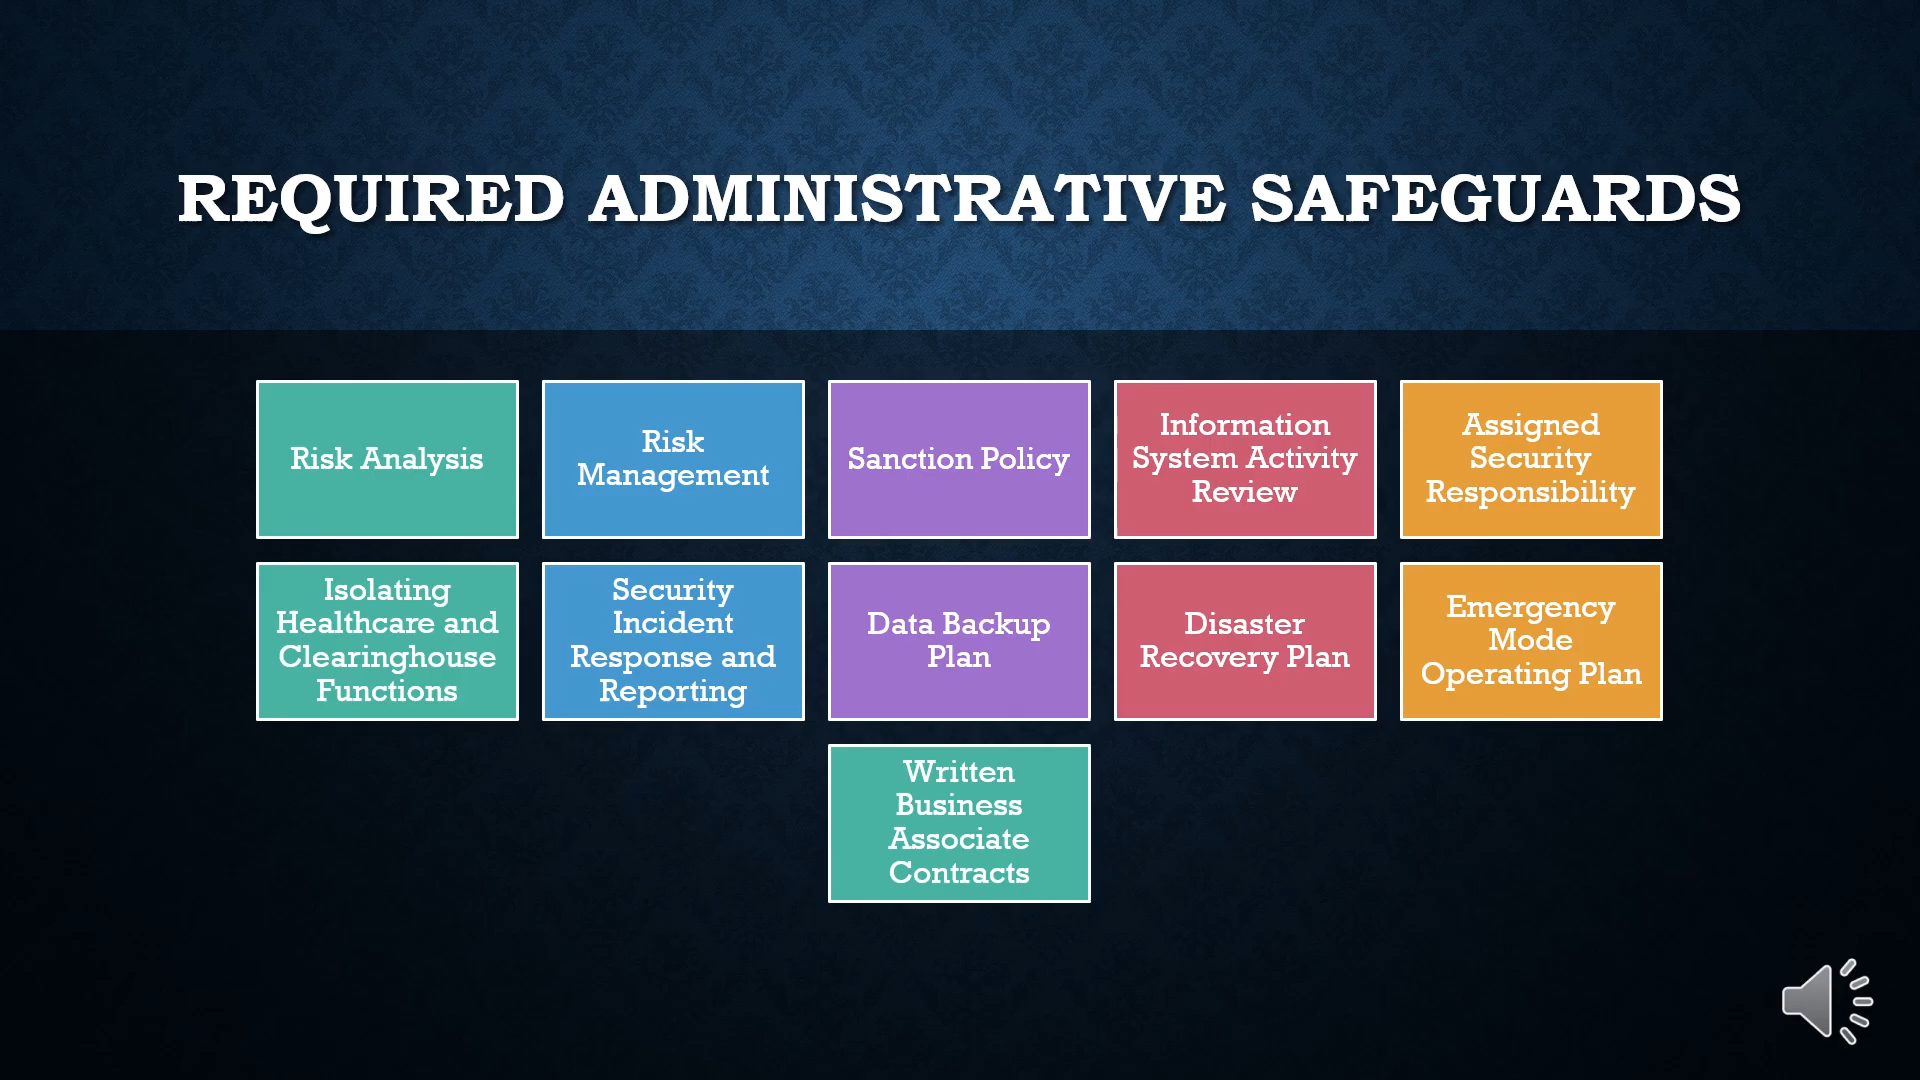 REQUIRED ADMINISTRATIVE SAFEGUARDS
Risk Analysis
Risk
Management
Sanction Policy
Information
System Activity
Review
Assigned
Security
Responsibility
Isolating
Healthcare and
Clearinghouse
Functions
Security
Incident
Response and
Reporting
Data Backup
Plan
Disaster
Recovery Plan
Emergency
Mode
Operating Plan
Written
Business
Associate
Contracts